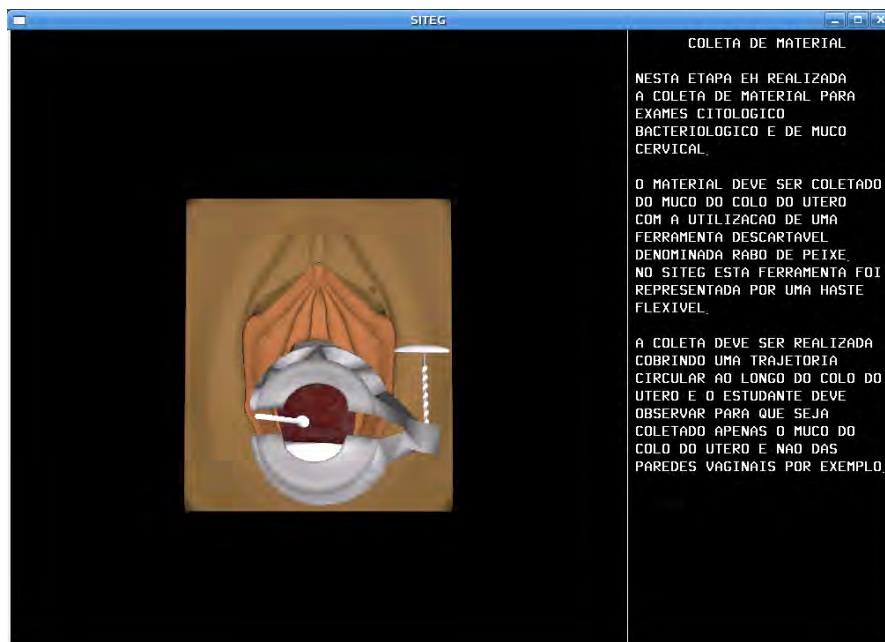 SITEG
COLETA DE MATERIAL
NESTA ETAPA EH REALIZADA
A COLETA DE MATERIAL PARA
EXAMES CITOLOGICO
BACTERIOLOGICO E DE MUCO
CERVICAL.
O MATERIAL DEVE SER COLETADO
DO MUCO DO COLO DO UTERO
COM A UTILIZACAO DE UMA
FERRAMENTA DESCARTAVEL
DENOMINADA RABO DE PEIXE.
NO SITEG ESTA FERRAMENTA FOI
REPRESENTADA POR UMA HASTE
FLEXIVEL.
A COLETA DEVE SER REALIZADA
COBRINDO UMA TRAJETORIA
CIRCULAR AO LONGO DO COLO DO
UTERO E O ESTUDANTE DEVE
OBSERVAR PARA QUE SEJA
COLETADO APENAS O MUCO DO
COLO DO UTERO E NAO DAS
PAREDES VAGINAIS POR EXEMPLO.